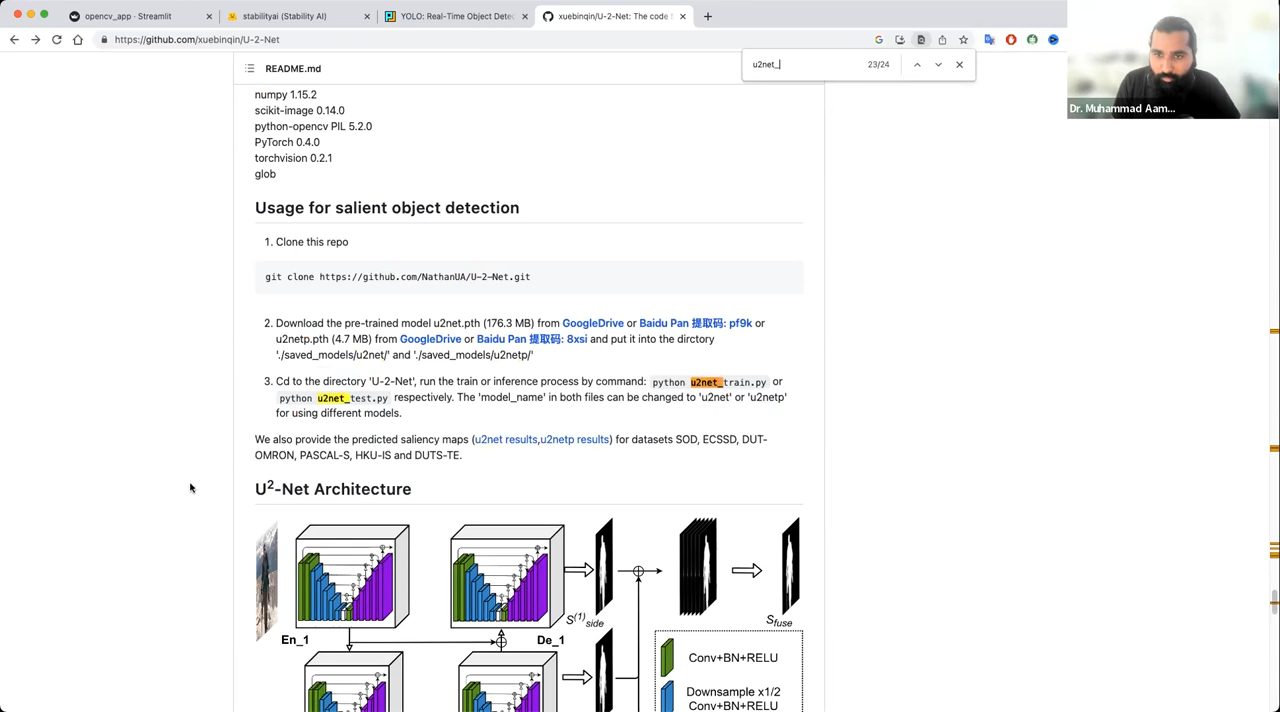 opencv_app · Streamlit
stabilityai (Stability AI)
YOLO: Real-Time Object Detec
xuebinqin/U-2-Net: The code
https://github.com/xuebinqin/U-2-Net
u2net_
23/24
Dr. Muhammad Aam...
README.md
numpy 1.15.2
scikit-image 0.14.0
python-opencv PIL 5.2.0
PyTorch 0.4.0
torchvision 0.2.1
glob
Usage for salient object detection
1. Clone this repo
git clone https://github.com/NathanUA/U-2-Net.git
2. Download the pre-trained model u2net.pth (176.3 MB) from GoogleDrive or Baidu Pan 提取码: pf9k or
u2netp.pth (4.7 MB) from GoogleDrive or Baidu Pan 提取码: 8xsi and put it into the dirctory
'./saved_models/u2net/' and './saved_models/u2netp/'
3. Cd to the directory 'U-2-Net', run the train or inference process by command: python u2net_train.py or
python u2net_test.py respectively. The 'model_name' in both files can be changed to 'u2net' or 'u2netp'
for using different models.
We also provide the predicted saliency maps (u2net results,u2netp results) for datasets SOD, ECSSD, DUT-
OMRON, PASCAL-S, HKU-IS and DUTS-TE.
U2-Net Architecture
S(1)side
Sfuse
En_1
De_1
Conv+BN+RELU
Downsample x1/2
Conv+BN+RELU